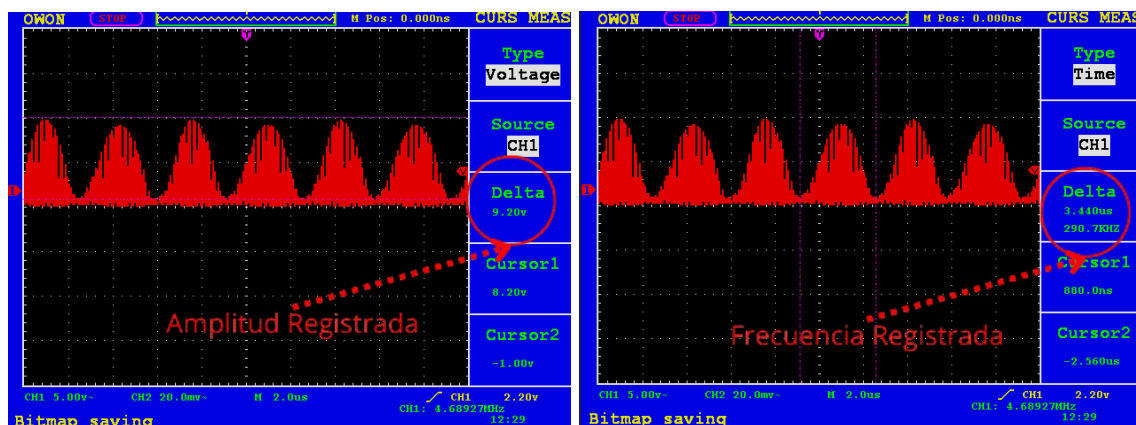 OWON STOP M Pos: 0.000ns CURS MEAS
Type
Voltage
Source
CH1
Delta
9.20v
Cursor1
8.20v
Cursor2
-1.00v
Amplitud Registrada
CH1 5.00v~ CH2 20.0mv~ M 2.0us CH1 2.20v
CH1: 4.68927MHz
Bitmap saving 12:29
OWON STOP M Pos: 0.000ns CURS MEAS
Type
Time
Source
CH1
Delta
3.440us
290.7KHZ
Cursor1
880.0ns
Cursor2
-2.560us
Frecuencia Registrada
CH1 5.00v~ CH2 20.0mv~ M 2.0us CH1 2.20v
CH1: 4.68927MHz
Bitmap saving 12:29